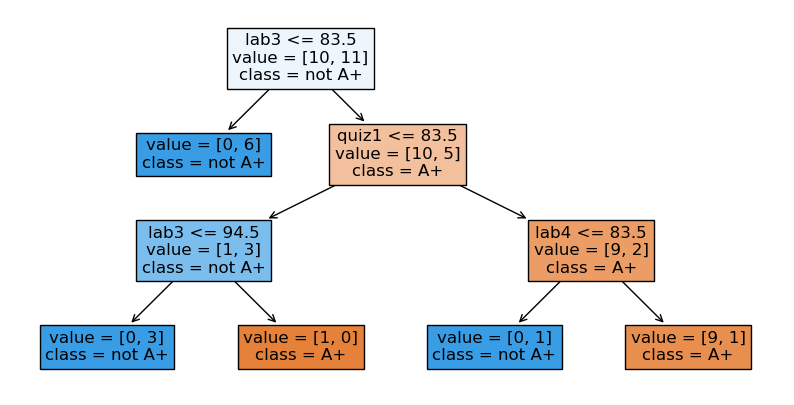 lab3 <= 83.5
value = [10, 11]
class = not A+
value = [0, 6]
class = not A+
quiz1 <= 83.5
value = [10, 5]
class = A+
lab3 <= 94.5
value = [1, 3]
class = not A+
lab4 <= 83.5
value = [9, 2]
class = A+
value = [0, 3]
class = not A+
value = [1, 0]
class = A+
value = [0, 1]
class = not A+
value = [9, 1]
class = A+